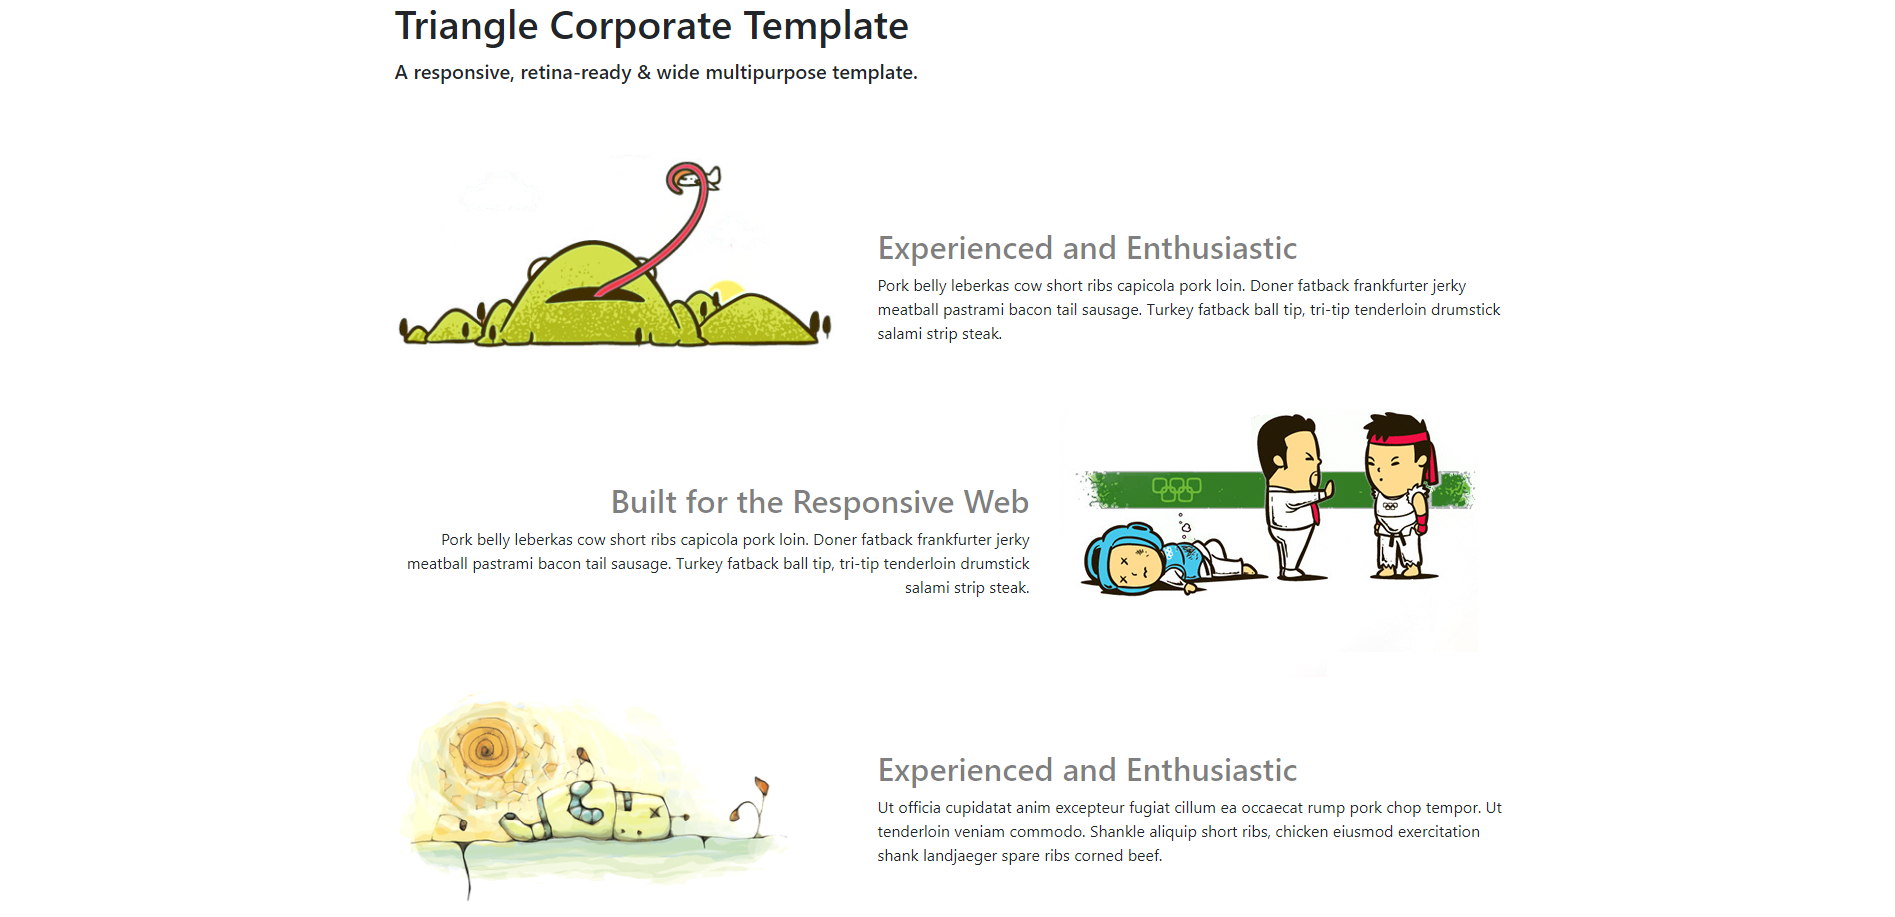 Triangle Corporate Template
A responsive, retina-ready & wide multipurpose template.
Experienced and Enthusiastic
Pork belly leberkas cow short ribs capicola pork loin. Doner fatback frankfurter jerky
meatball pastrami bacon tail sausage. Turkey fatback ball tip, tri-tip tenderloin drumstick
salami strip steak.
Built for the Responsive Web
Pork belly leberkas cow short ribs capicola pork loin. Doner fatback frankfurter jerky
meatball pastrami bacon tail sausage. Turkey fatback ball tip, tri-tip tenderloin drumstick
salami strip steak.
Experienced and Enthusiastic
Ut officia cupidatat anim excepteur fugiat cillum ea occaecat rump pork chop tempor. Ut
tenderloin veniam commodo. Shankle aliquip short ribs, chicken eiusmod exercitation
shank landjaeger spare ribs corned beef.